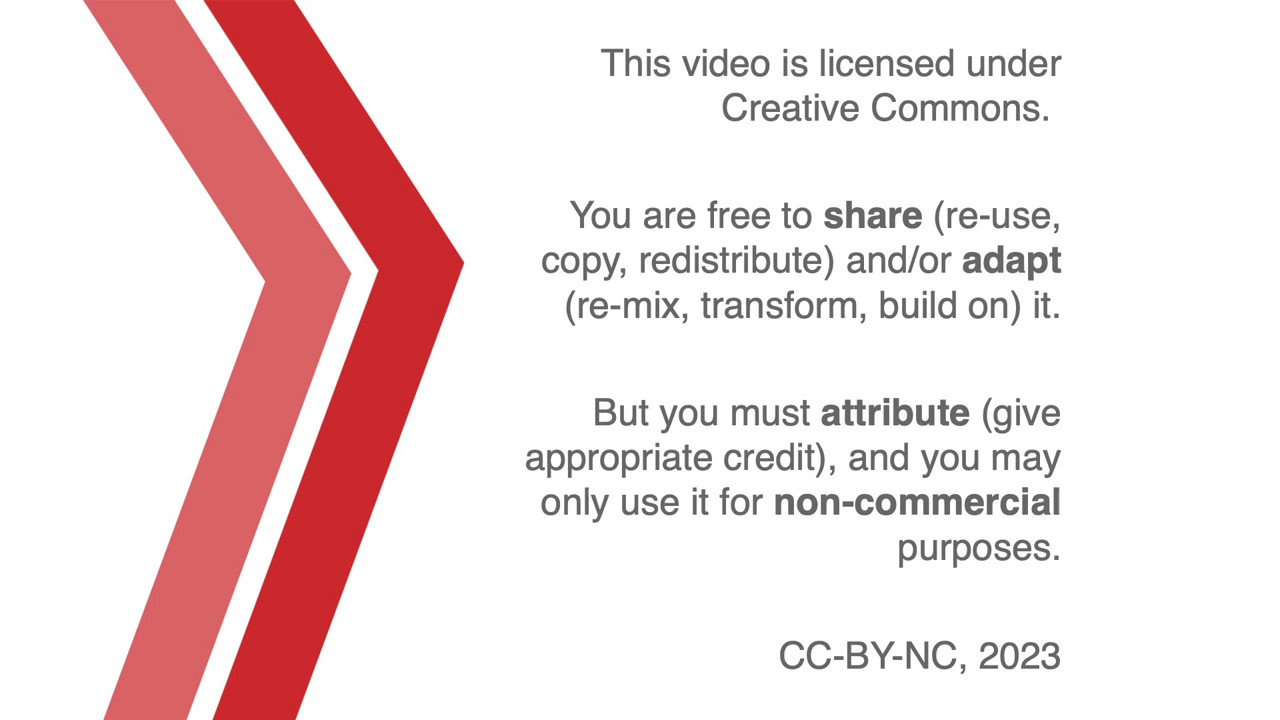 This video is licensed under
Creative Commons.
You are free to share (re-use,
copy, redistribute) and/or adapt
(re-mix, transform, build on) it.
But you must attribute (give
appropriate credit), and you may
only use it for non-commercial
purposes.
CC-BY-NC, 2023